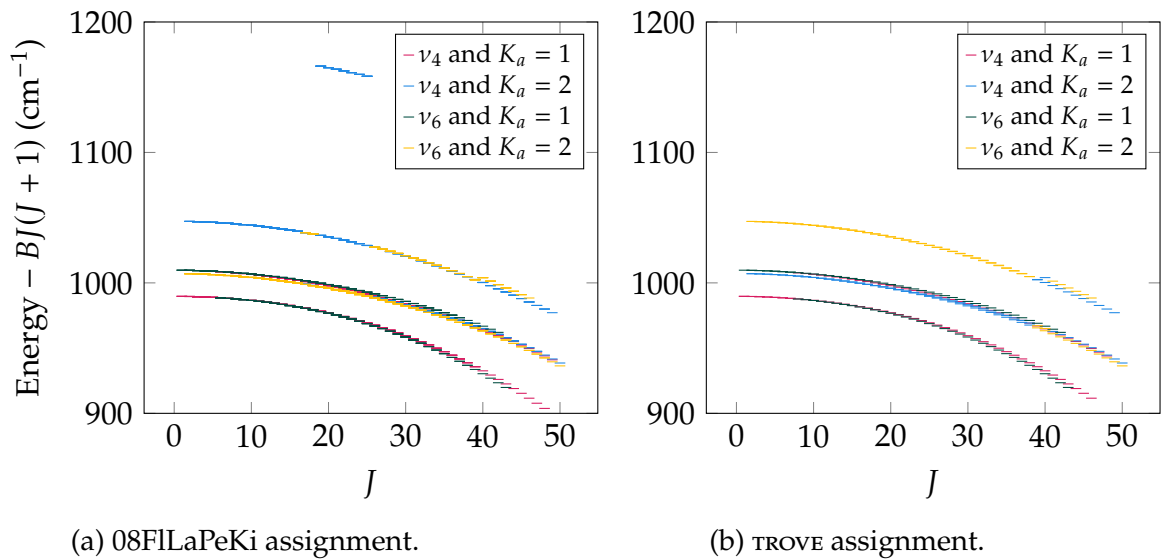 Energy − BJ(J + 1) (cm⁻¹)
1200
1100
1000
900
0 10 20 30 40 50
J
ν₄ and Kₐ = 1
ν₄ and Kₐ = 2
ν₆ and Kₐ = 1
ν₆ and Kₐ = 2
(a) 08FlLaPeKi assignment.
1200
1100
1000
900
0 10 20 30 40 50
J
ν₄ and Kₐ = 1
ν₄ and Kₐ = 2
ν₆ and Kₐ = 1
ν₆ and Kₐ = 2
(b) TROVE assignment.